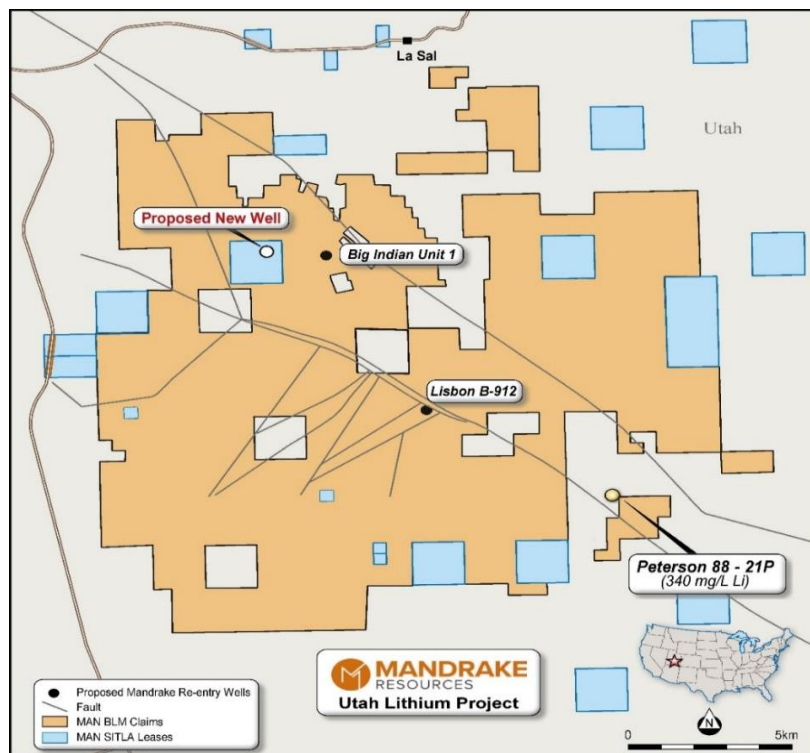 La Sal
Utah
Proposed New Well
Big Indian Unit 1
Lisbon B-912
Peterson 88 - 21P
(340 mg/L Li)
MANDRAKE
RESOURCES
Utah Lithium Project
Proposed Mandrake Re-entry Wells
Fault
MAN BLM Claims
MAN SITLA Leases
N
0 5km